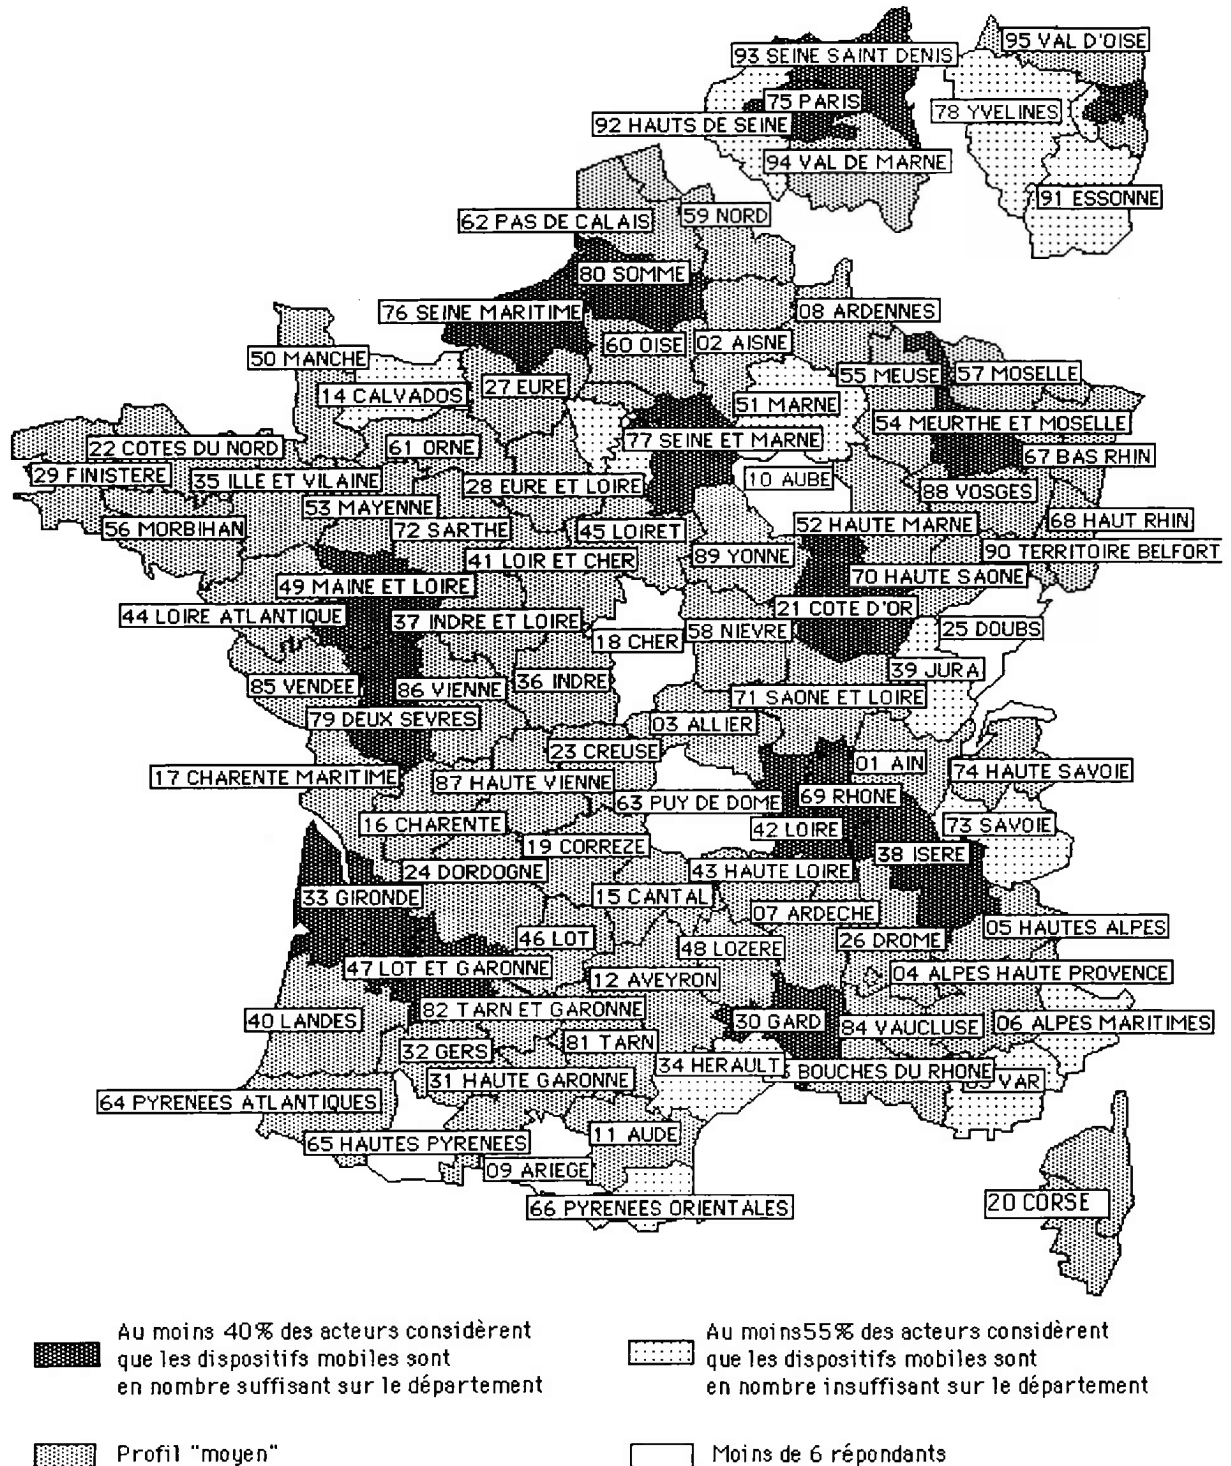 93 SEINE SAINT DENIS
95 VAL D'OISE
75 PARIS
78 YVELINES
92 HAUTS DE SEINE
94 VAL DE MARNE
91 ESSONNE
62 PAS DE CALAIS
59 NORD
80 SOMME
76 SEINE MARITIME
08 ARDENNES
60 OISE
02 AISNE
50 MANCHE
55 MEUSE
57 MOSELLE
14 CALVADOS
27 EURE
51 MARNE
54 MEURTHE ET MOSELLE
22 COTES DU NORD
61 ORNE
77 SEINE ET MARNE
67 BAS RHIN
29 FINISTERE
35 ILLE ET VILAINE
28 EURE ET LOIRE
10 AUBE
88 VOSGES
53 MAYENNE
56 MORBIHAN
72 SARTHE
45 LOIRET
52 HAUTE MARNE
68 HAUT RHIN
41 LOIR ET CHER
89 YONNE
90 TERRITOIRE BELFORT
49 MAINE ET LOIRE
70 HAUTE SAONE
44 LOIRE ATLANTIQUE
37 INDRE ET LOIRE
21 COTE D'OR
18 CHER
58 NIEVRE
25 DOUBS
85 VENDEE
86 VIENNE
36 INDRE
39 JURA
71 SAONE ET LOIRE
79 DEUX SEVRES
03 ALLIER
23 CREUSE
01 AIN
17 CHARENTE MARITIME
87 HAUTE VIENNE
74 HAUTE SAVOIE
63 PUY DE DOME
69 RHONE
16 CHARENTE
42 LOIRE
73 SAVOIE
19 CORREZE
38 ISERE
24 DORDOGNE
43 HAUTE LOIRE
33 GIRONDE
15 CANTAL
07 ARDECHE
05 HAUTES ALPES
46 LOT
48 LOZERE
26 DROME
47 LOT ET GARONNE
12 AVEYRON
04 ALPES HAUTE PROVENCE
82 TARN ET GARONNE
40 LANDES
30 GARD
84 VAUCLUSE
06 ALPES MARITIMES
32 GERS
81 TARN
34 HERAULT
3 BOUCHES DU RHONE
31 HAUTE GARONNE
VAR
64 PYRENEES ATLANTIQUES
65 HAUTES PYRENEES
11 AUDE
09 ARIEGE
66 PYRENEES ORIENTALES
20 CORSE
Au moins 40% des acteurs considèrent
que les dispositifs mobiles sont
en nombre suffisant sur le département
Au moins55% des acteurs considèrent
que les dispositifs mobiles sont
en nombre insuffisant sur le département
Profil "moyen"
Moins de 6 répondants